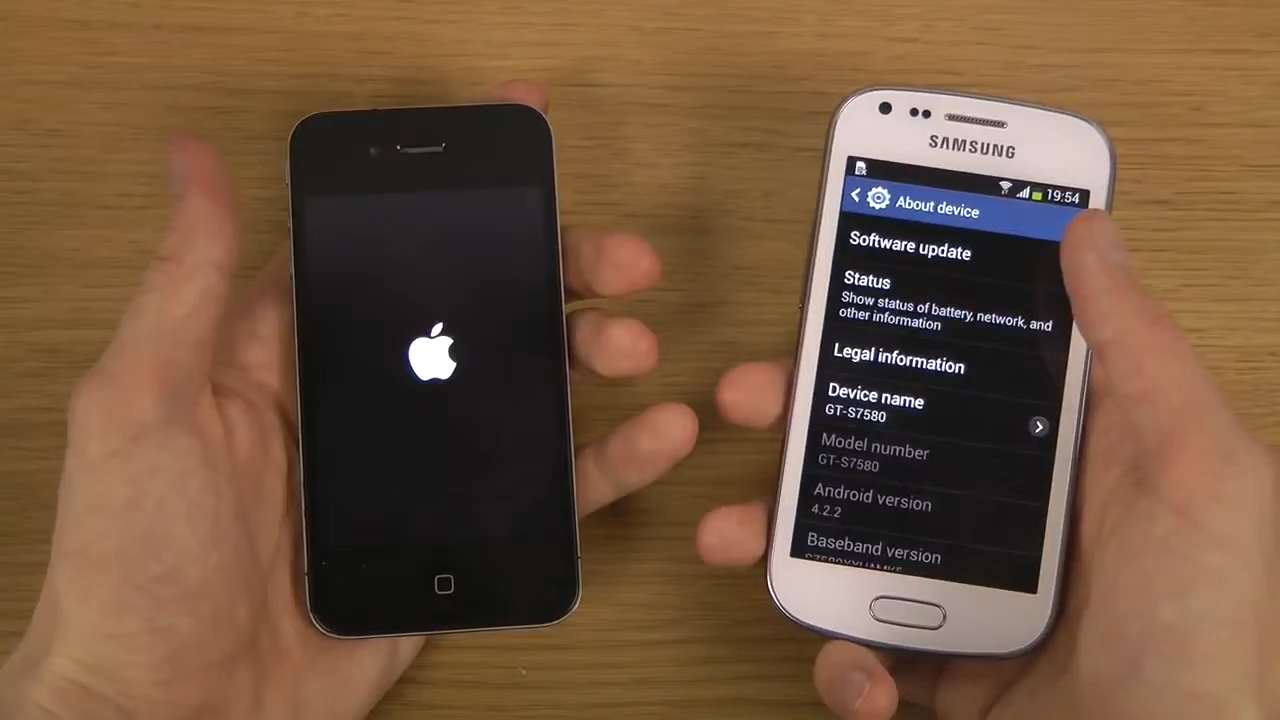 SAMSUNG
19:54
About device
Software update
Status
Show status of battery, network, and
other information
Legal information
Device name
GT-S7580
Model number
GT-S7580
Android version
4.2.2
Baseband version